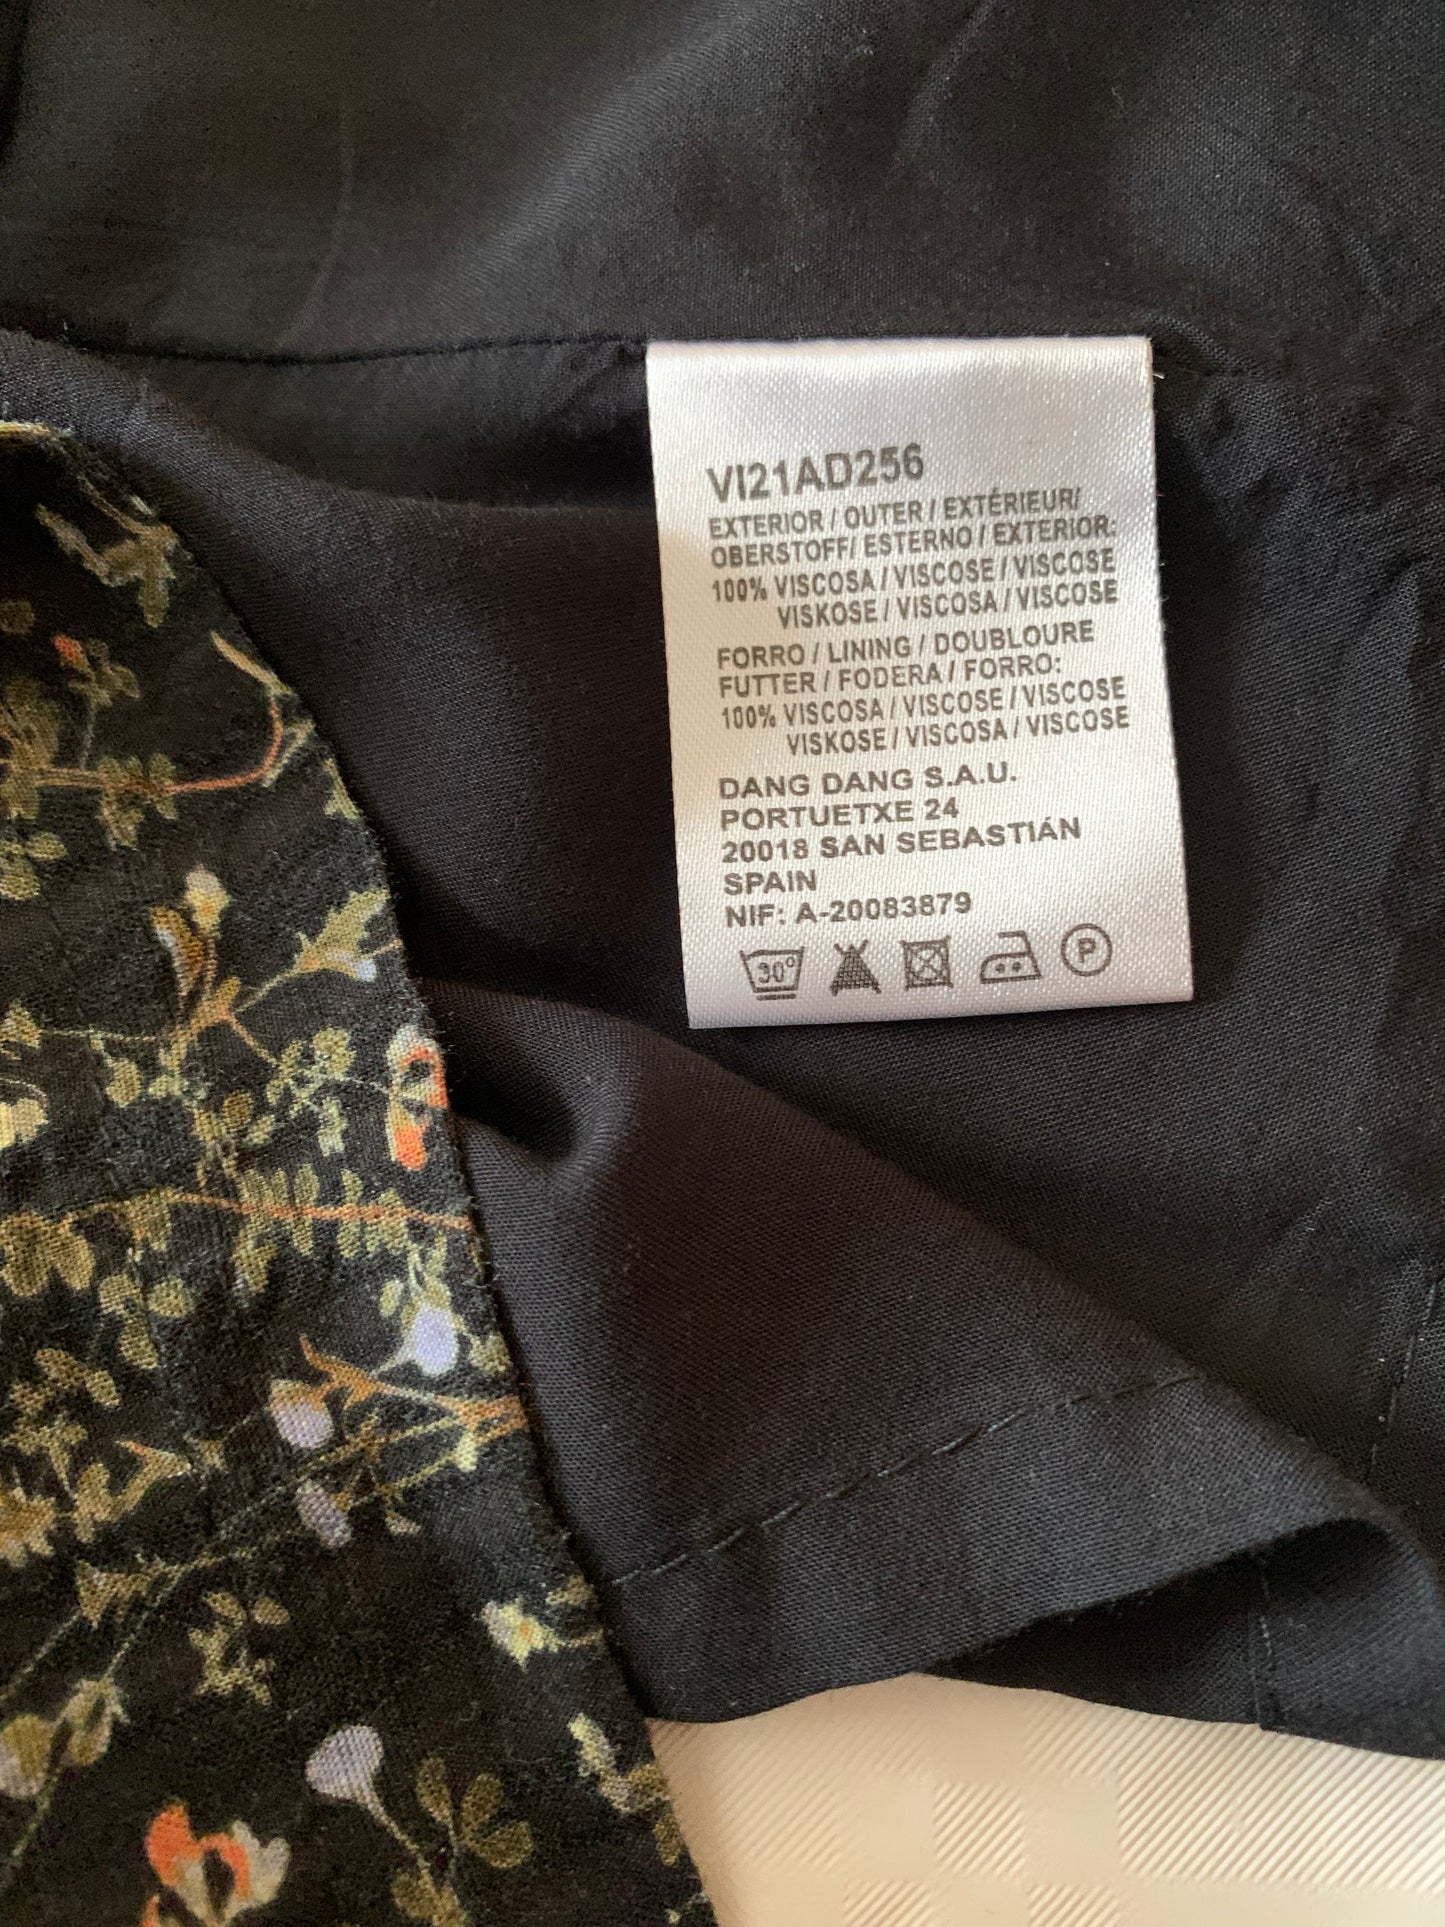 VI21AD256
EXTERIOR / OUTER / EXTÉRIEUR/
OBERSTOFF/ ESTERNO / EXTERIOR:
100% VISCOSA / VISCOSE / VISCOSE
VISKOSE / VISCOSA / VISCOSE
FORRO / LINING / DOUBLOURE
FUTTER / FODERA / FORRO:
100% VISCOSA / VISCOSE / VISCOSE
VISKOSE / VISCOSA / VISCOSE
DANG DANG S.A.U.
PORTUETXE 24
20018 SAN SEBASTIÁN
SPAIN
NIF: A-20083879
30° P